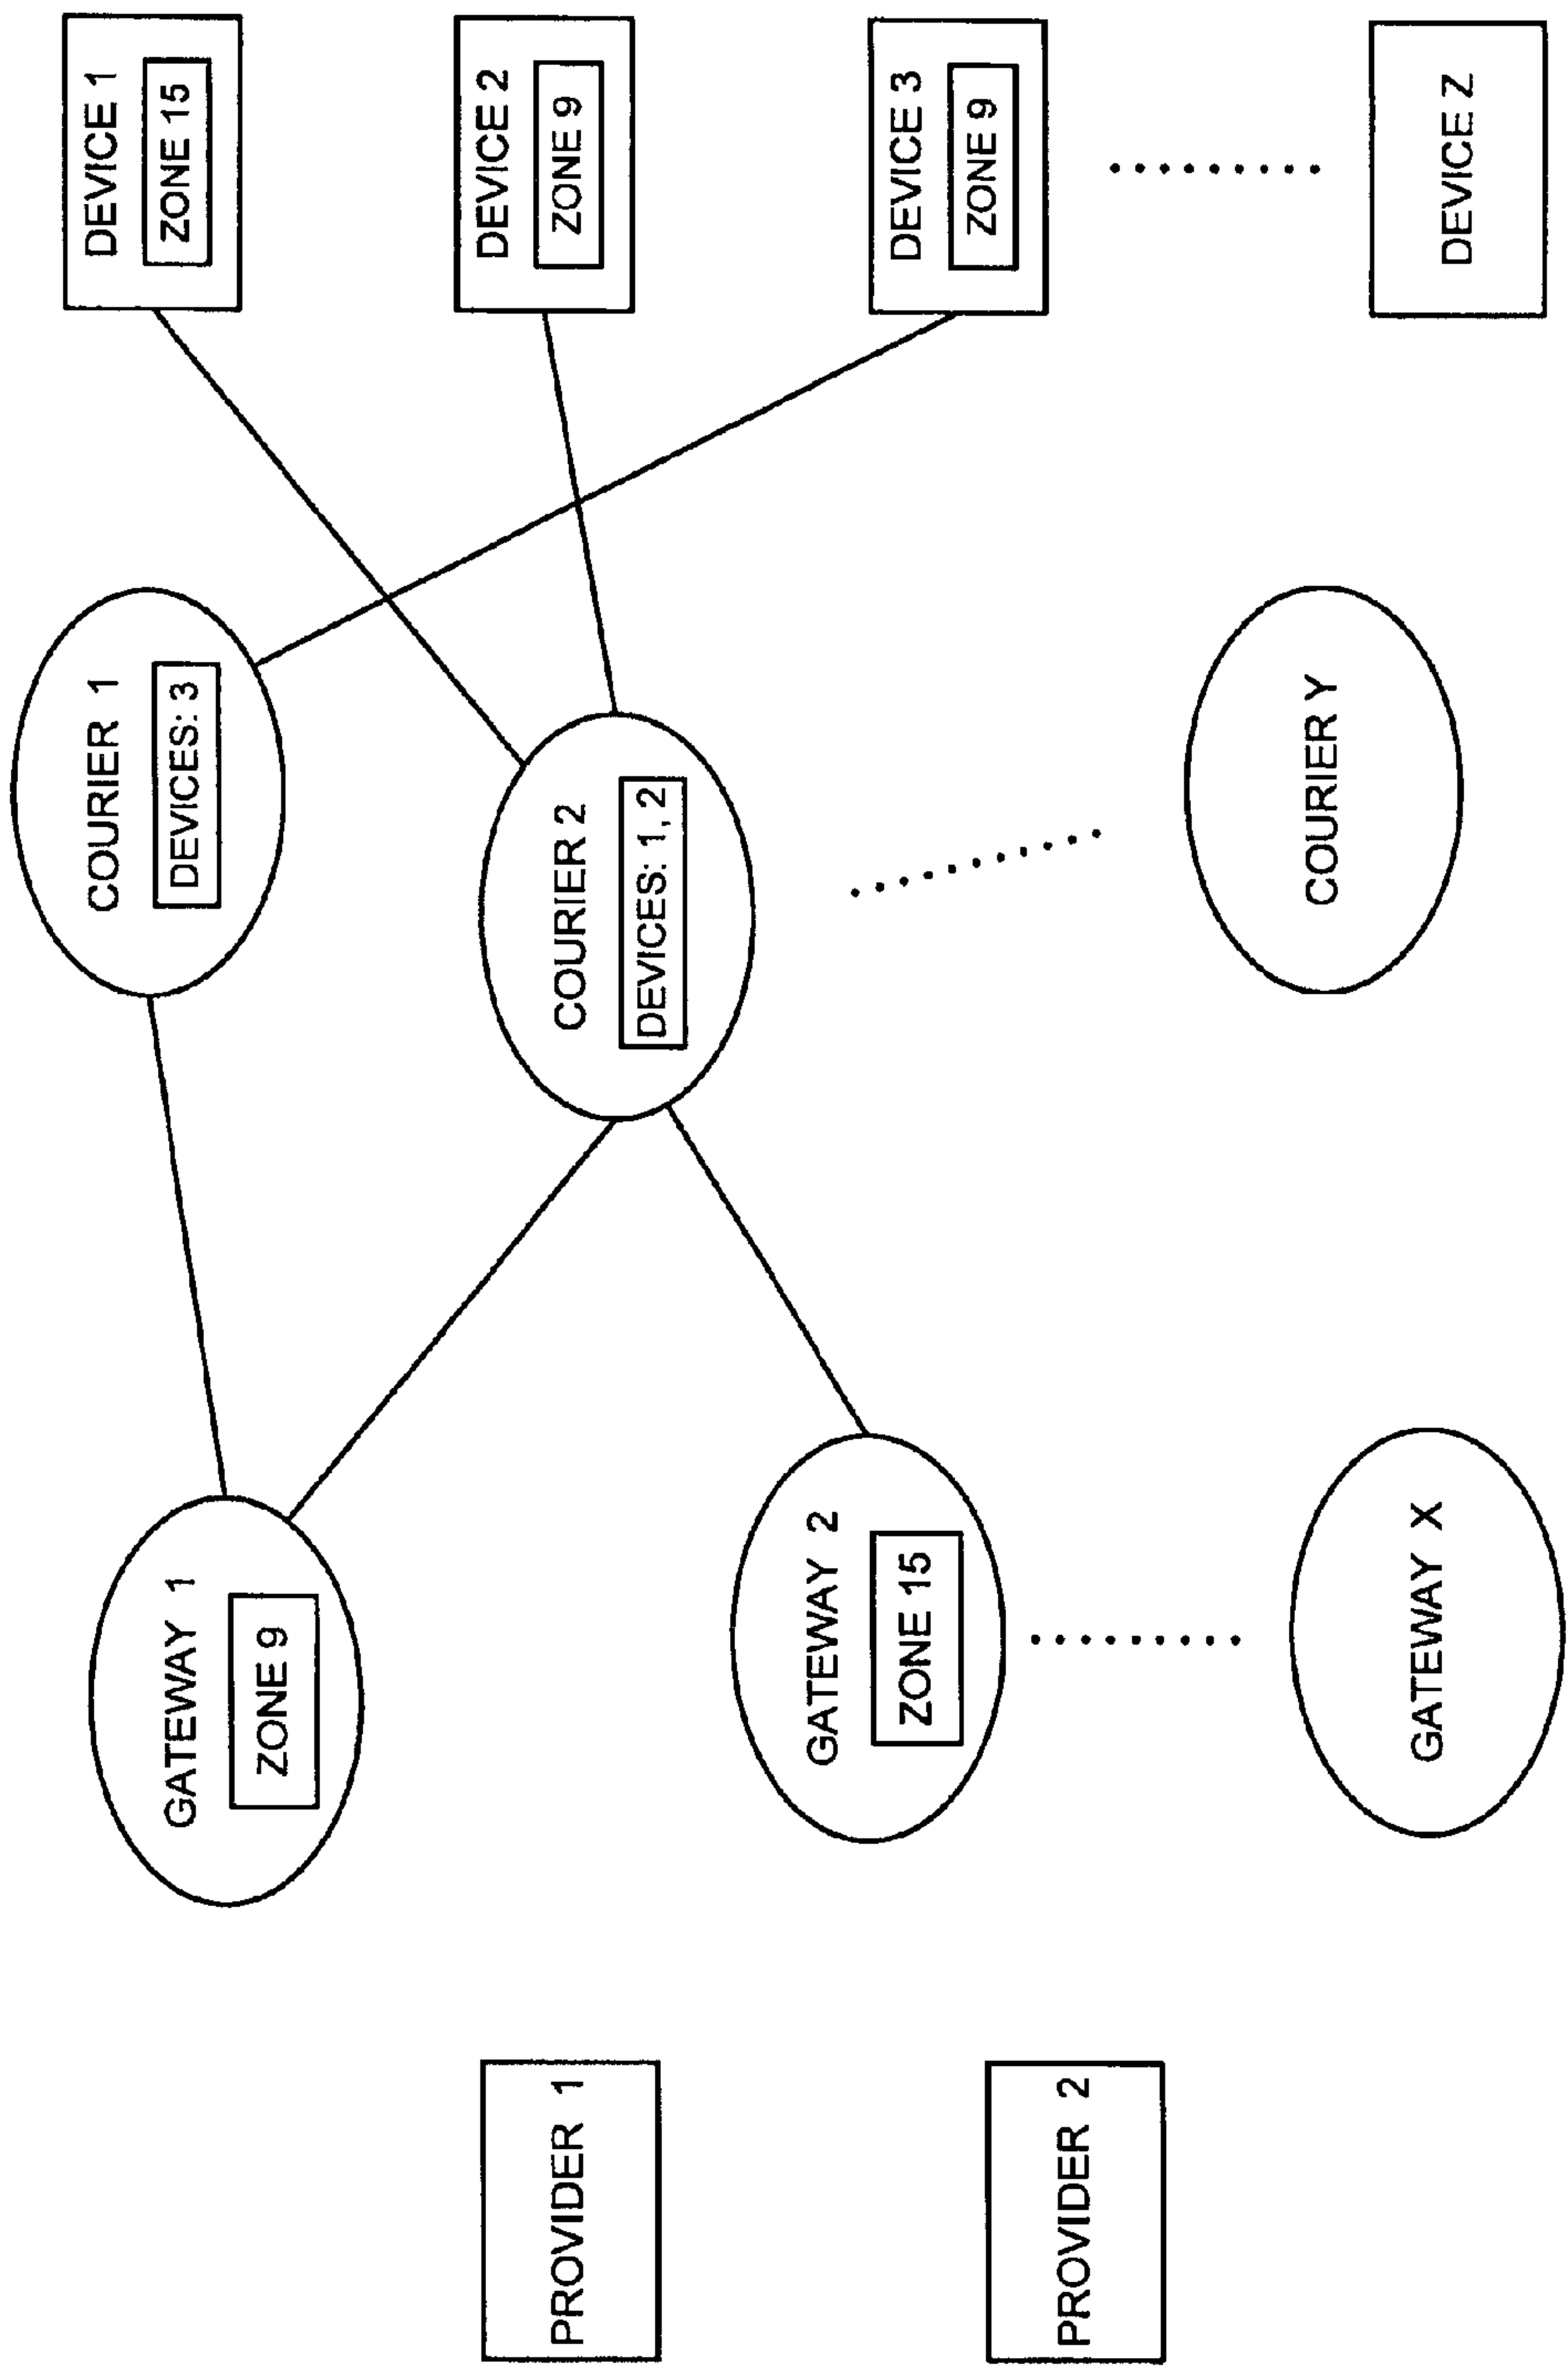 PROVIDER 1
PROVIDER 2
GATEWAY 1
ZONE 9
GATEWAY 2
ZONE 15
GATEWAY X
COURIER 1
DEVICES: 3
COURIER 2
DEVICES: 1, 2
COURIER Y
DEVICE 1
ZONE 15
DEVICE 2
ZONE 9
DEVICE 3
ZONE 9
DEVICE Z